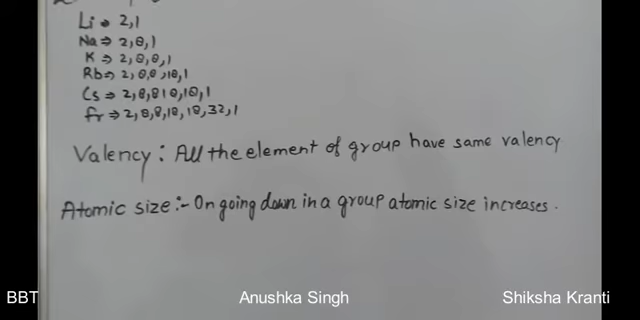 Li ⇒ 2,1
Na ⇒ 2,8,1
K ⇒ 2,8,8,1
Rb ⇒ 2,8,8,18,1
Cs ⇒ 2,8,8,18,18,1
Fr ⇒ 2,8,8,18,18,32,1
Valency : All the element of group have same valency
Atomic size :- On going down in a group atomic size increases.
BBT Anushka Singh Shiksha Kranti